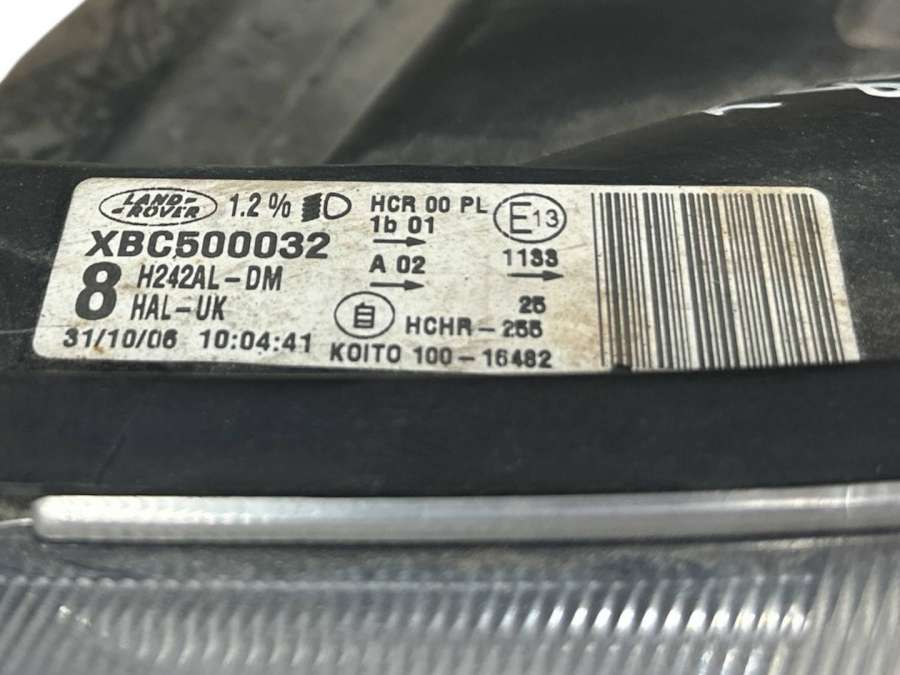 LAND-ROVER 1.2% HCR 00 PL
1b 01
E13
XBC500032
A 02
1133
8 H242AL-DM
HAL-UK
25
自 HCHR-255
31/10/06 10:04:41
KOITO 100-16482